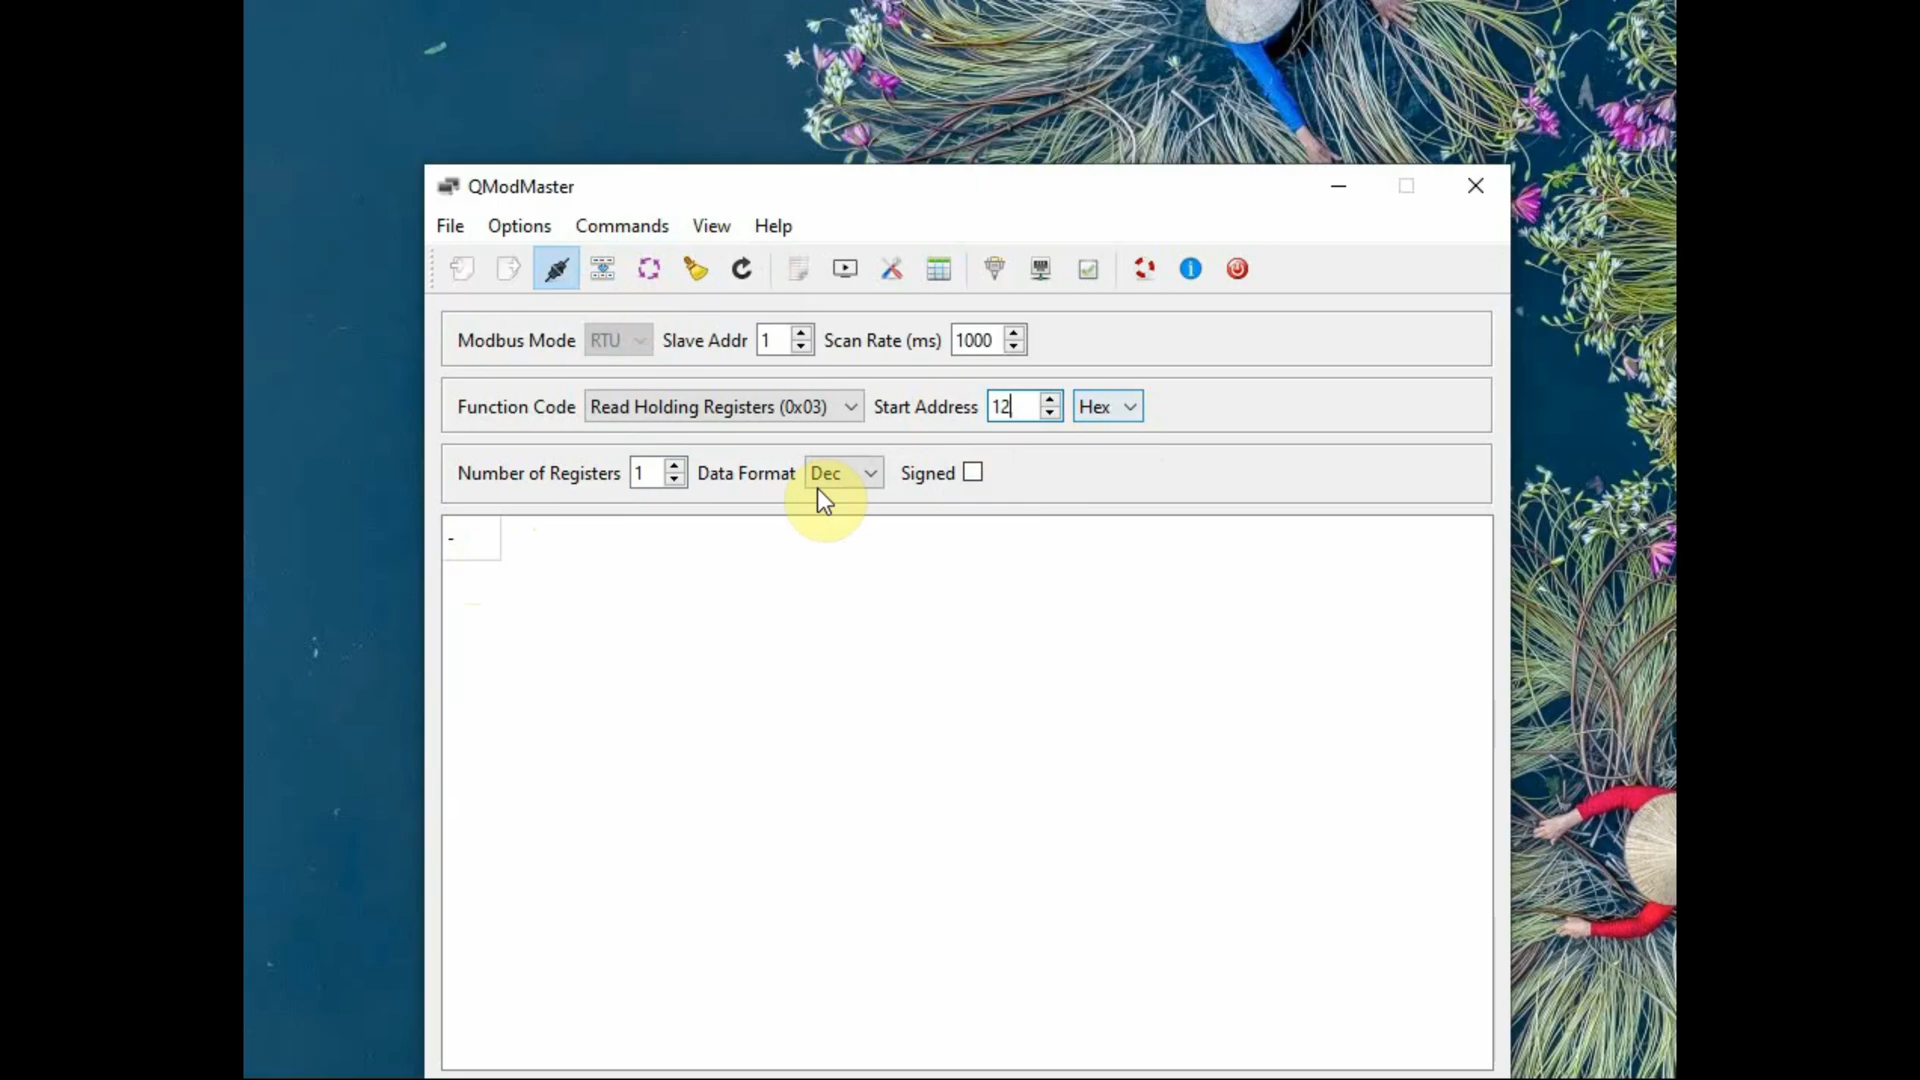 QModMaster
File Options Commands View Help
Modbus Mode RTU Slave Addr 1 Scan Rate (ms) 1000
Function Code Read Holding Registers (0x03) Start Address 12 Hex
Number of Registers 1 Data Format Dec Signed
-